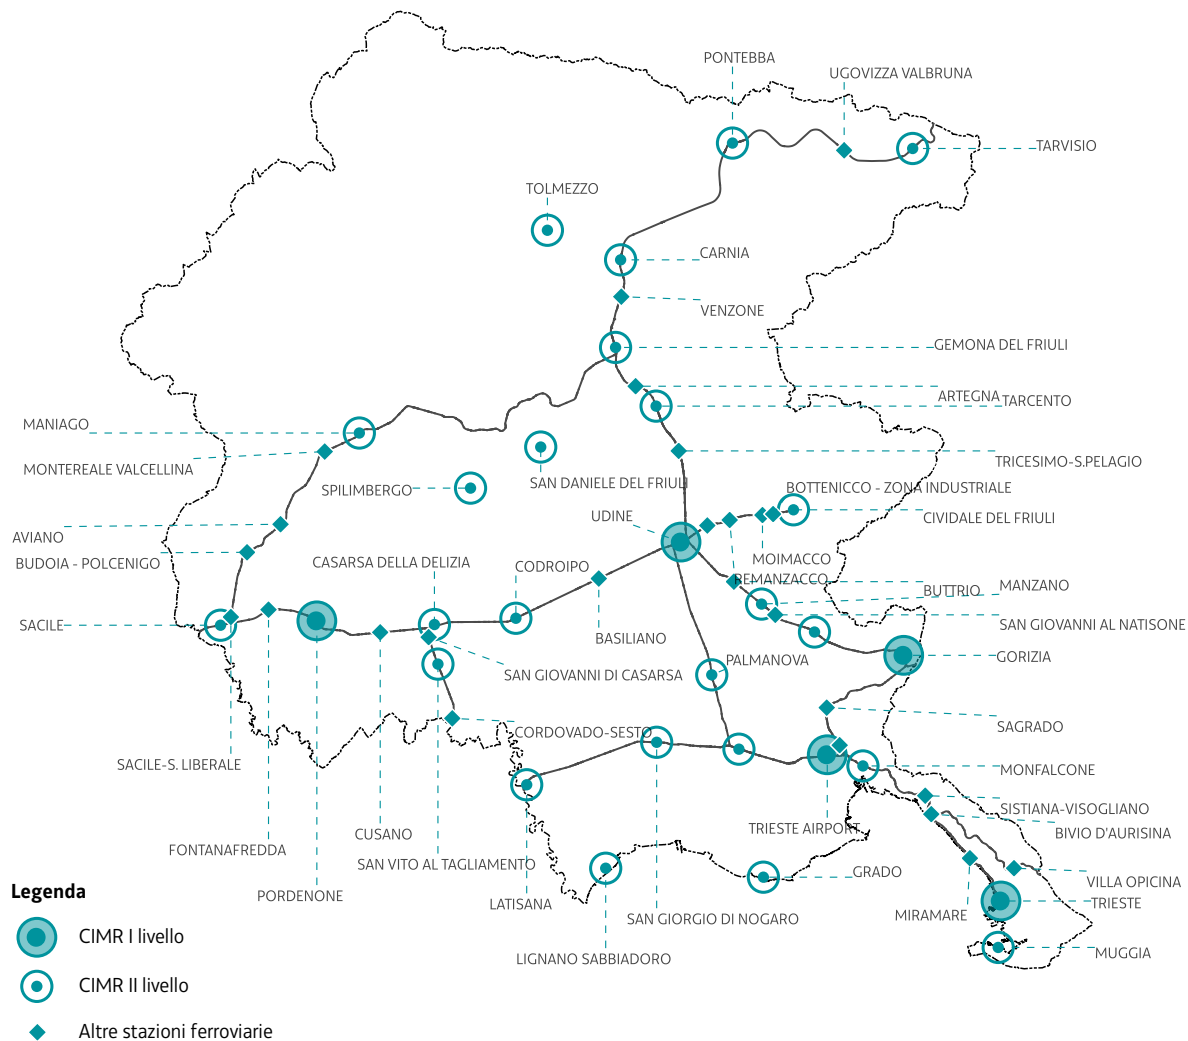 PONTEBBA
UGOVIZZA VALBRUNA
TARVISIO
TOLMEZZO
CARNIA
VENZONE
GEMONA DEL FRIULI
ARTEGNA
TARCENTO
MANIAGO
MONTEREALE VALCELLINA
TRICESIMO-S.PELAGIO
SPILIMBERGO
SAN DANIELE DEL FRIULI
BOTTENICCO - ZONA INDUSTRIALE
UDINE
CIVIDALE DEL FRIULI
AVIANO
BUDOIA - POLCENIGO
CASARSA DELLA DELIZIA
CODROIPO
MOIMACCO
REMANZACCO
BUTTRIO
MANZANO
SACILE
BASILIANO
SAN GIOVANNI AL NATISONE
GORIZIA
PALMANOVA
SAN GIOVANNI DI CASARSA
CORDOVADO-SESTO
SAGRADO
SACILE-S. LIBERALE
MONFALCONE
SISTIANA-VISOGLIANO
BIVIO D'AURISINA
TRIESTE AIRPORT
CUSANO
FONTANAFREDDA
SAN VITO AL TAGLIAMENTO
GRADO
VILLA OPICINA
PORDENONE
LATISANA
TRIESTE
MIRAMARE
SAN GIORGIO DI NOGARO
LIGNANO SABBIADORO
MUGGIA
Legenda
CIMR I livello
CIMR II livello
Altre stazioni ferroviarie